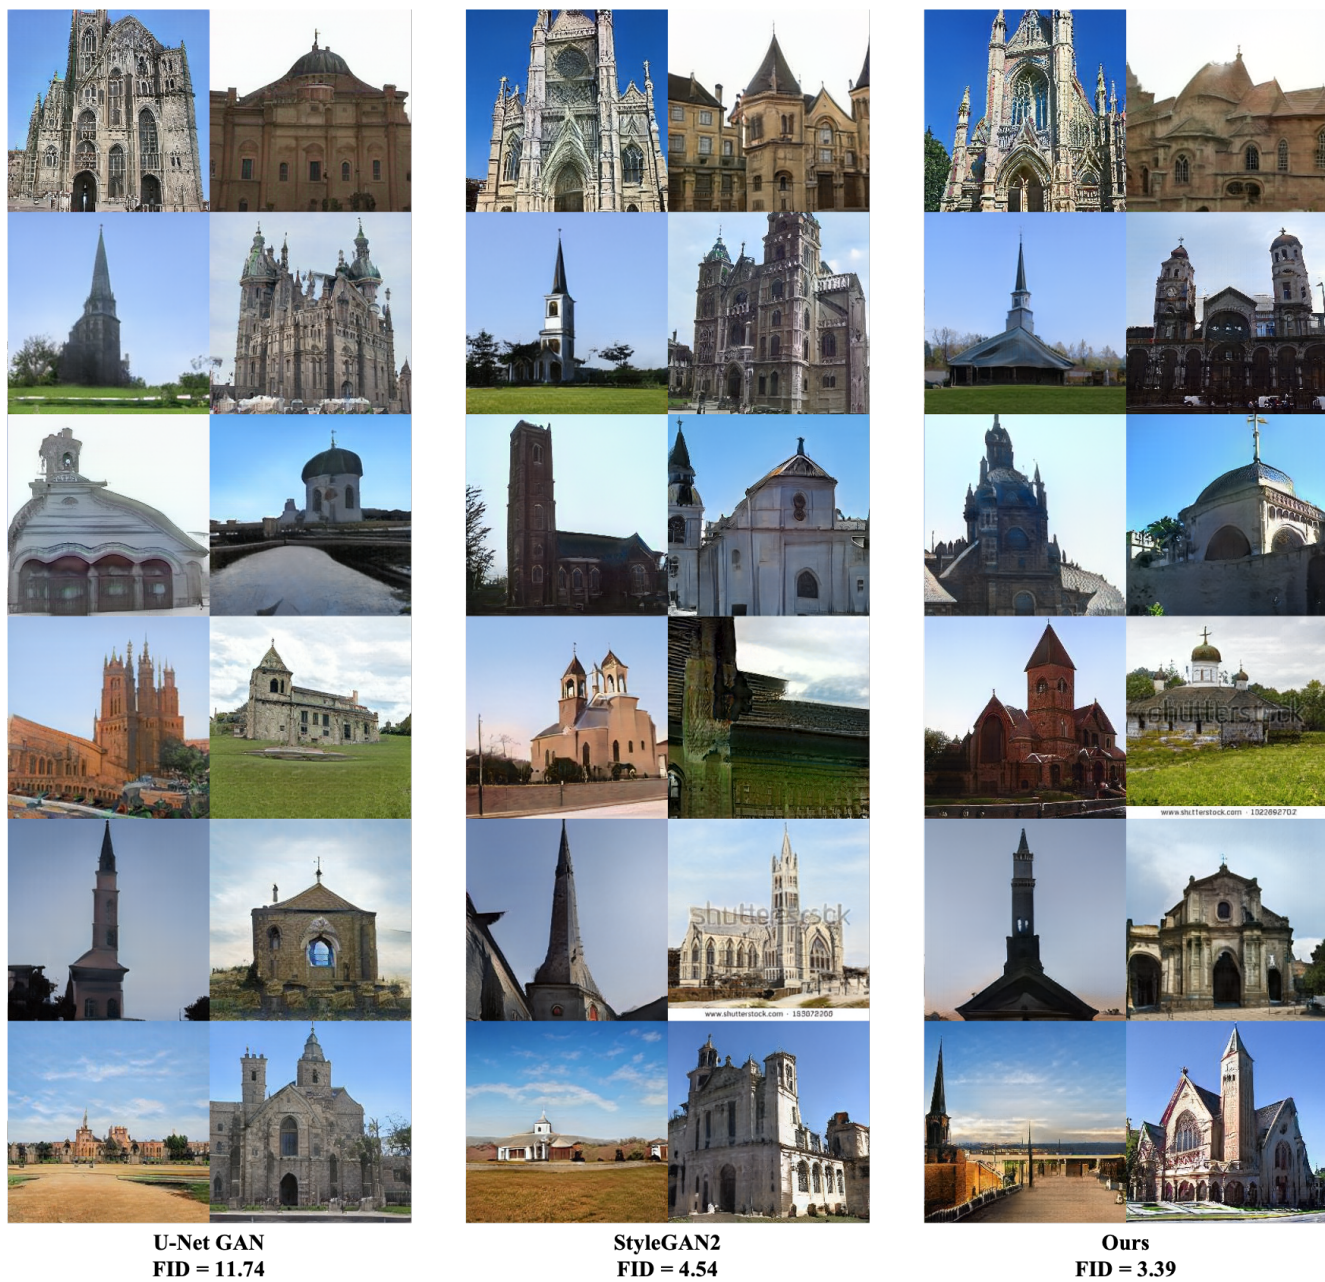 shutterstock
www.shutterstock.com · 1022692702
shutterstock
www.shutterstock.com · 153072260
U-Net GAN
FID = 11.74
StyleGAN2
FID = 4.54
Ours
FID = 3.39